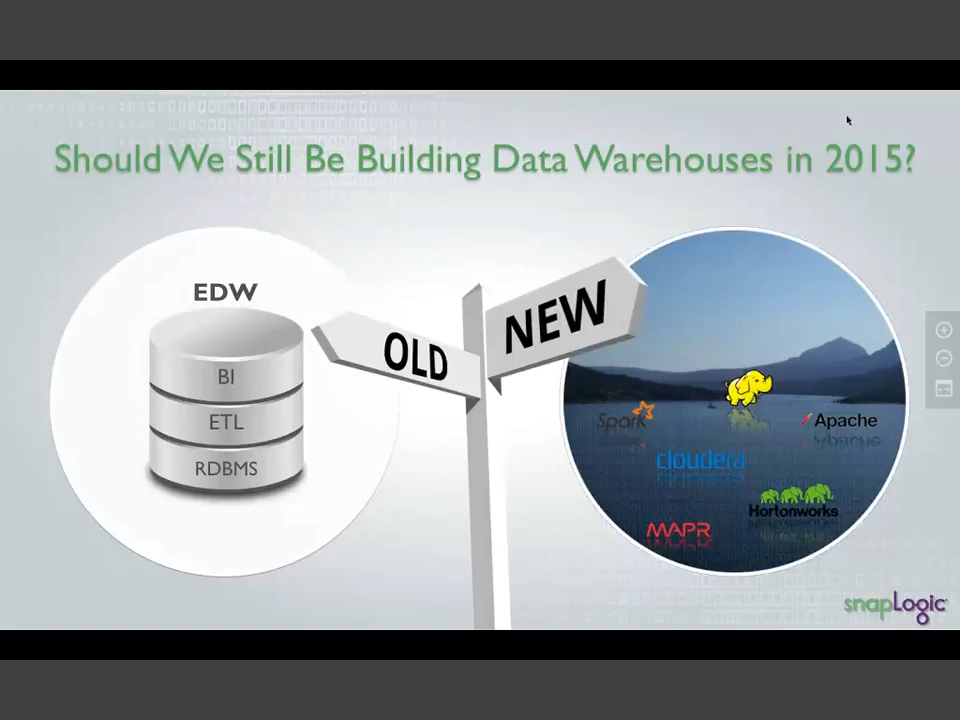 Should We Still Be Building Data Warehouses in 2015?
EDW
BI
ETL
RDBMS
OLD
NEW
Spark
Apache
cloudera
Hortonworks
MAPR
snapLogic